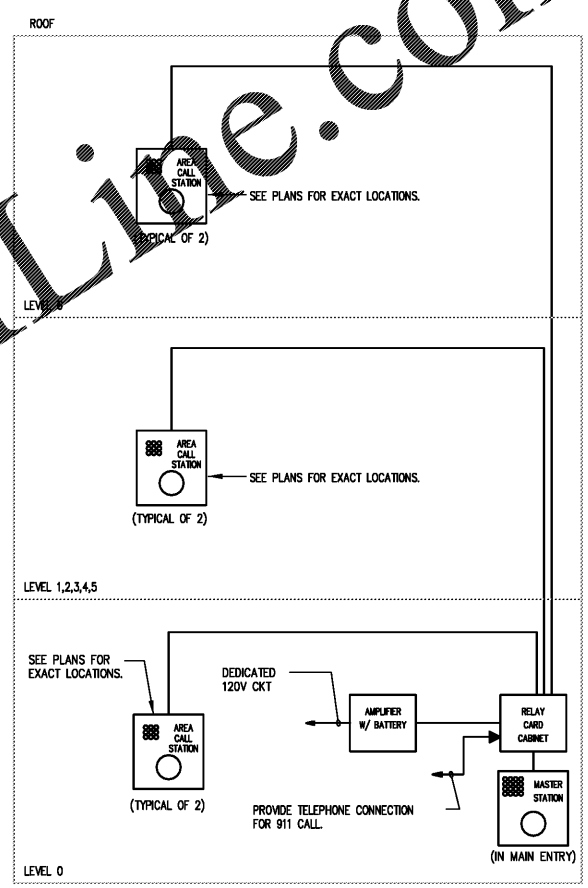 ROOF
AREA
CALL
STATION
SEE PLANS FOR EXACT LOCATIONS.
(TYPICAL OF 2)
LEVEL
Line.com
AREA
CALL
STATION
SEE PLANS FOR EXACT LOCATIONS.
(TYPICAL OF 2)
LEVEL 1,2,3,4,5
SEE PLANS FOR
EXACT LOCATIONS.
AREA
CALL
STATION
(TYPICAL OF 2)
DEDICATED
120V CKT
AMPLIFIER
W/ BATTERY
RELAY
CARD
CABINET
PROVIDE TELEPHONE CONNECTION
FOR 911 CALL.
MASTER
STATION
(IN MAIN ENTRY)
LEVEL 0